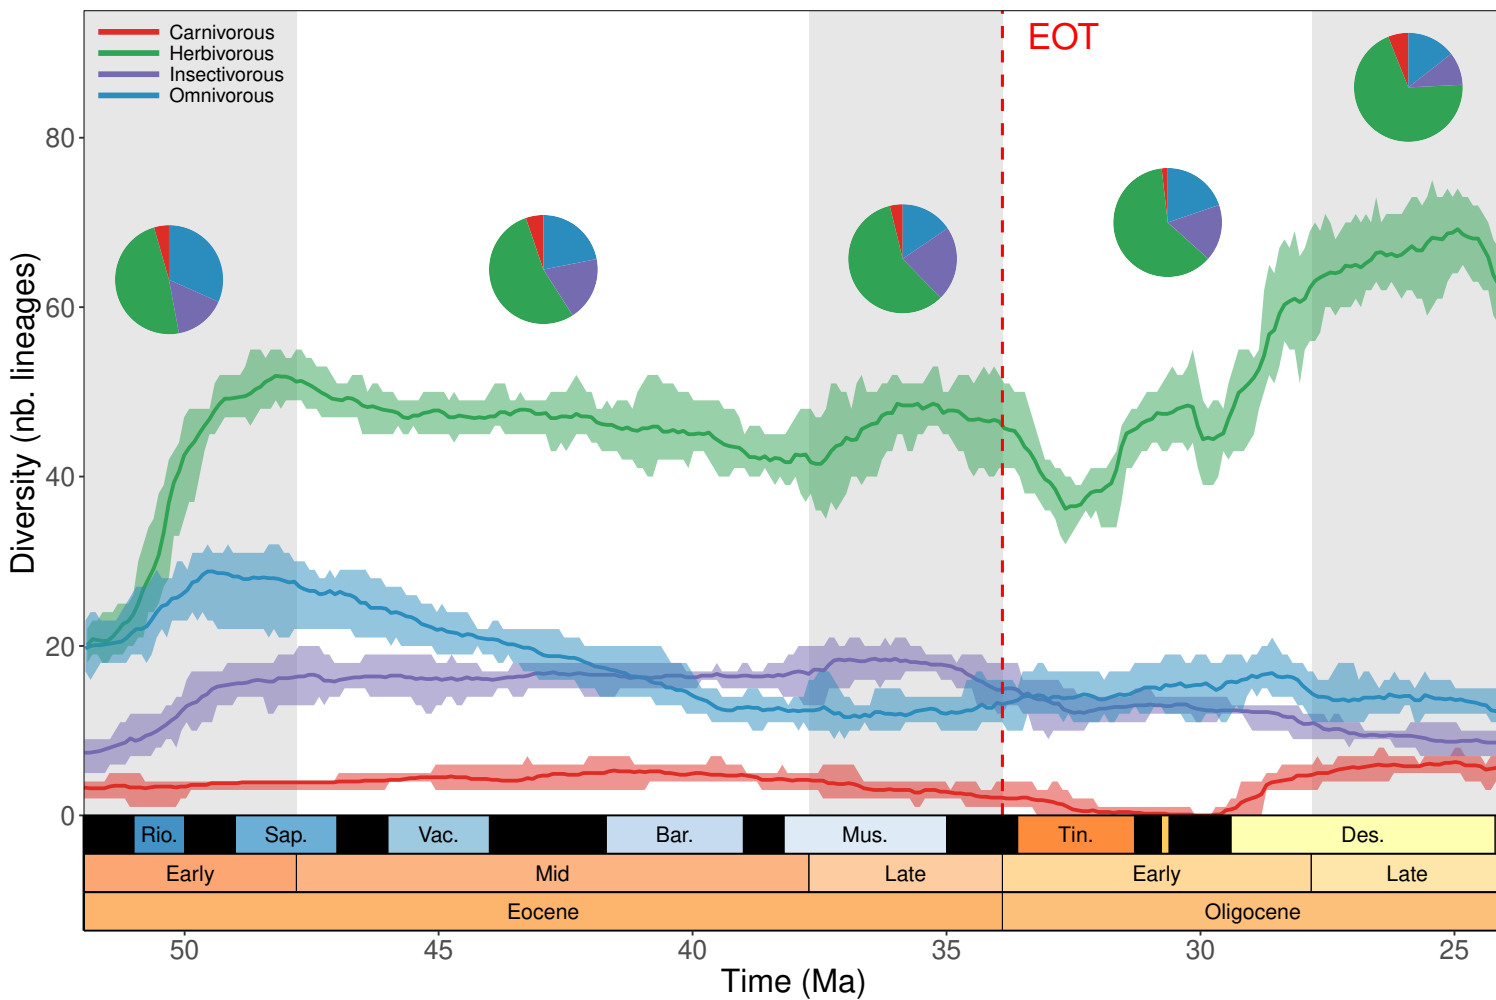 Carnivorous
Herbivorous
Insectivorous
Omnivorous
EOT
Diversity (nb. lineages)
80
60
40
20
0
Rio. Sap. Vac. Bar. Mus. Tin. Des.
Early Mid Late Early Late
Eocene Oligocene
50 45 40 35 30 25
Time (Ma)